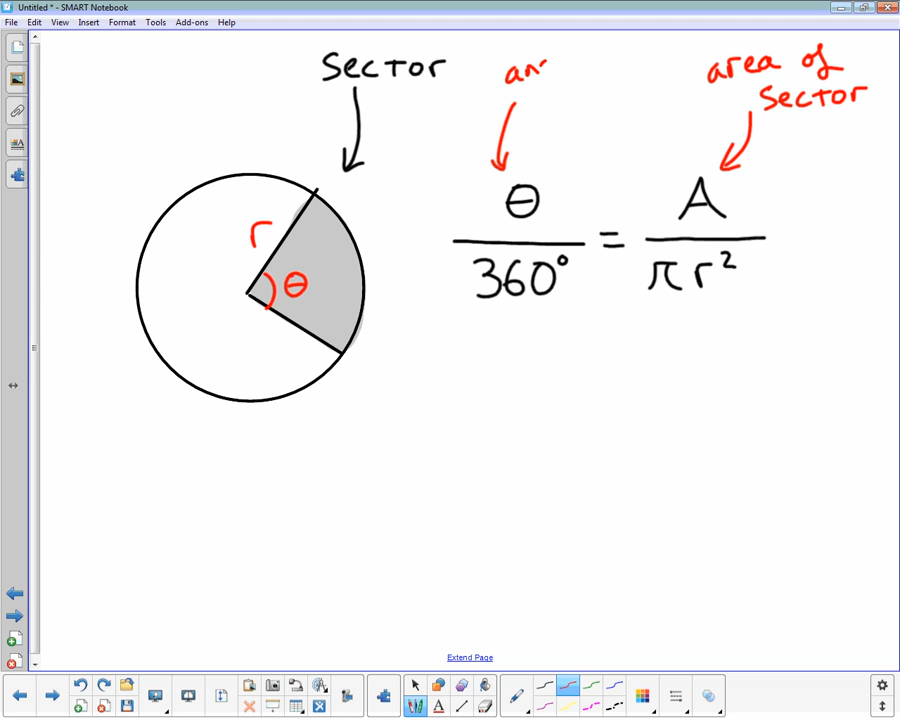 Untitled * - SMART Notebook
File Edit View Insert Format Tools Add-ons Help
Sector
an
area of
Sector
r
θ
θ
360°
=
A
πr²
Extend Page